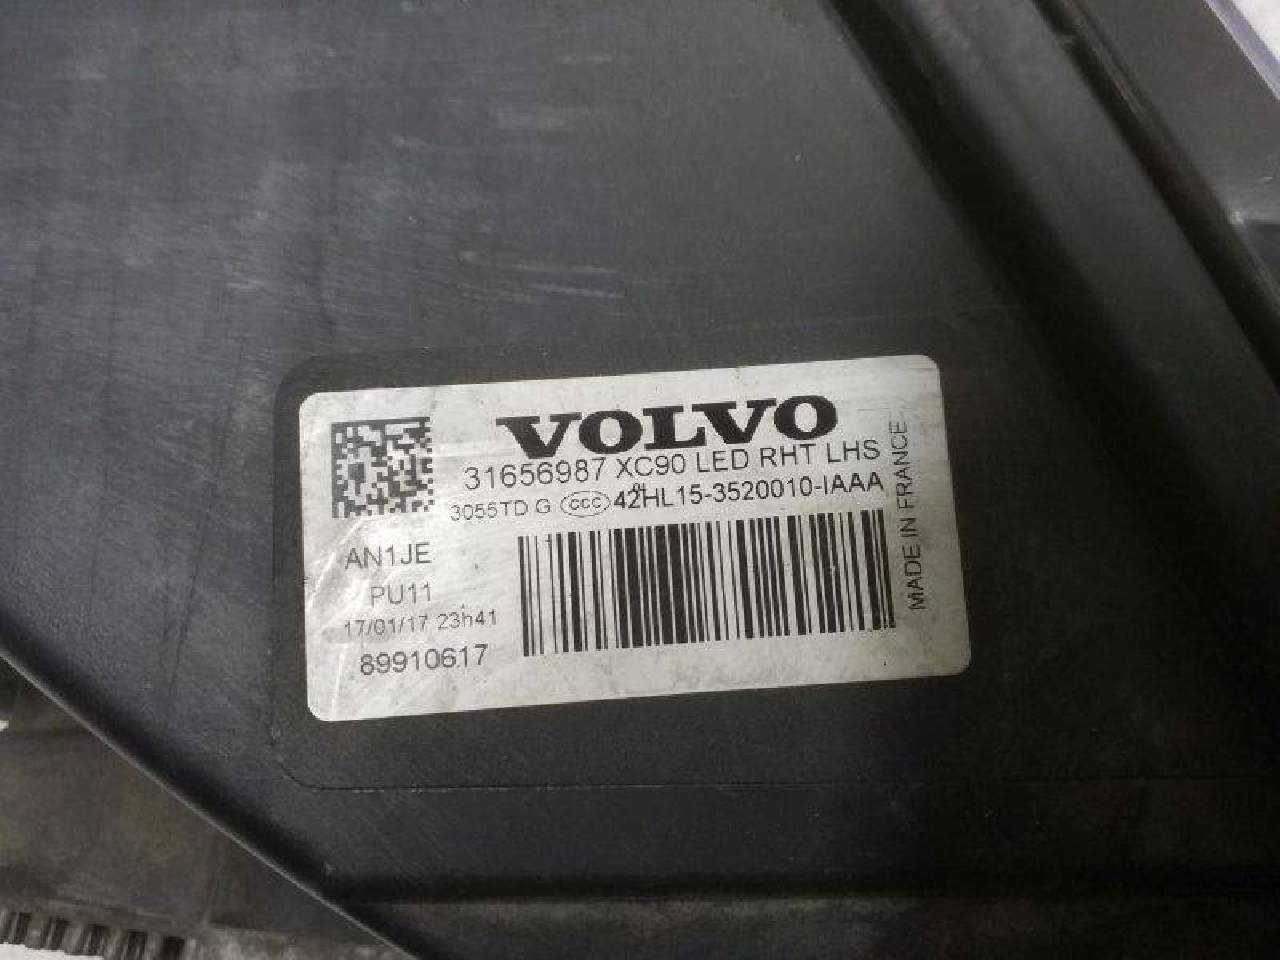 VOLVO
31656987 XC90 LED RHT LHS
3055TD G CCC 42HL15-3520010-IAAA
AN1JE
PU11
17/01/17 23h41
89910617
MADE IN FRANCE